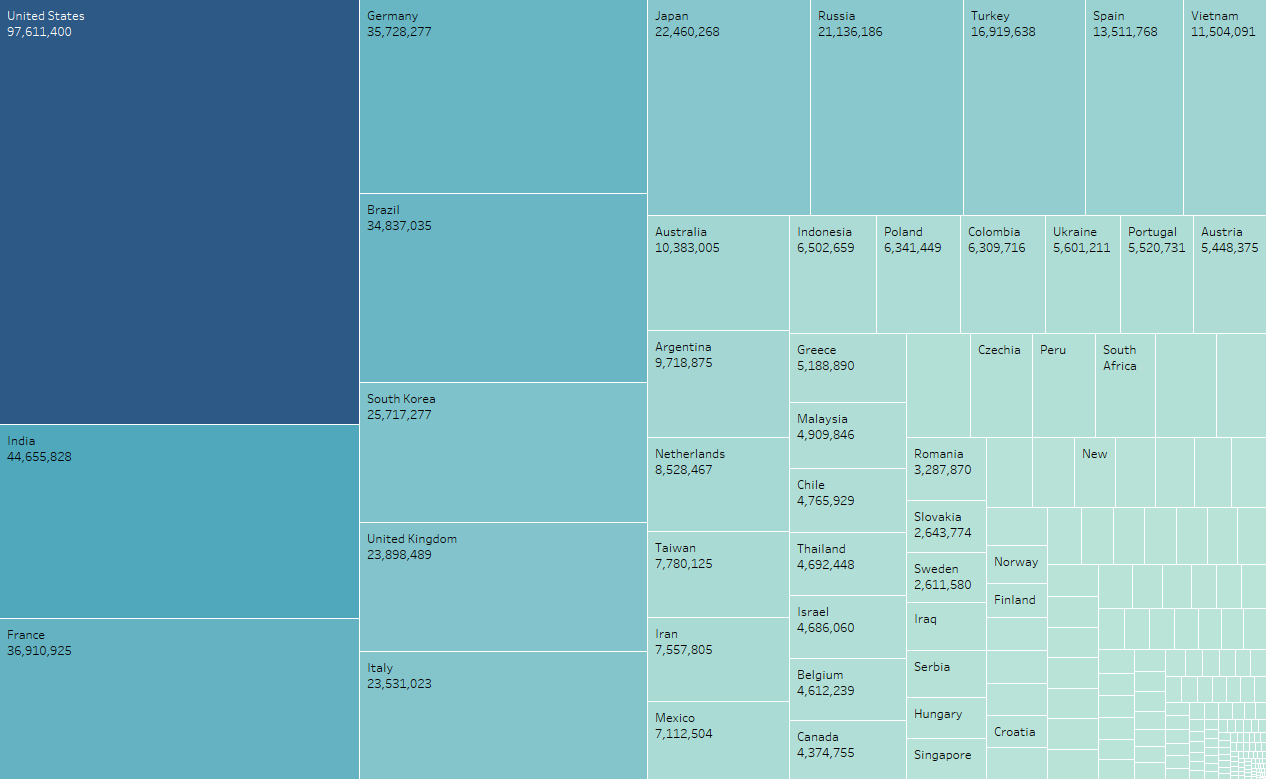 United States
97,611,400
India
44,655,828
France
36,910,925
Germany
35,728,277
Brazil
34,837,035
South Korea
25,717,277
United Kingdom
23,898,489
Italy
23,531,023
Japan
22,460,268
Russia
21,136,186
Turkey
16,919,638
Spain
13,511,768
Vietnam
11,504,091
Australia
10,383,005
Argentina
9,718,875
Netherlands
8,528,467
Taiwan
7,780,125
Iran
7,557,805
Mexico
7,112,504
Indonesia
6,502,659
Poland
6,341,449
Colombia
6,309,716
Ukraine
5,601,211
Portugal
5,520,731
Austria
5,448,375
Greece
5,188,890
Malaysia
4,909,846
Chile
4,765,929
Thailand
4,692,448
Israel
4,686,060
Belgium
4,612,239
Canada
4,374,755
Czechia
Peru
South
Africa
Romania
3,287,870
Slovakia
2,643,774
Sweden
2,611,580
Iraq
Serbia
Hungary
Singapore
New
Norway
Finland
Croatia